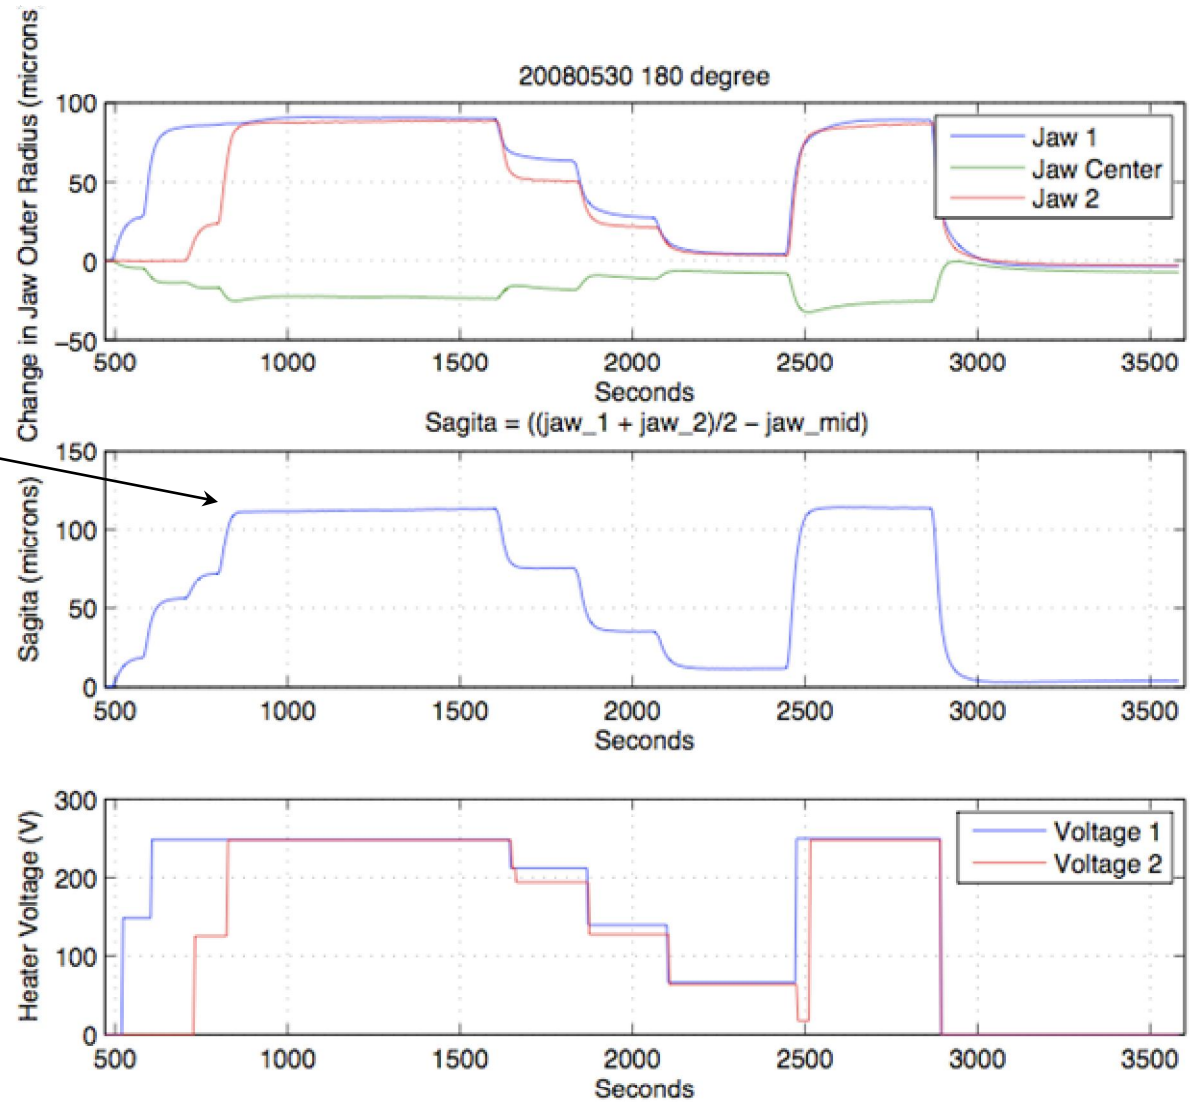 20080530 180 degree
Change in Jaw Outer Radius (microns
100
50
0
−50
Jaw 1
Jaw Center
Jaw 2
500 1000 1500 2000 2500 3000 3500
Seconds
Sagita = ((jaw_1 + jaw_2)/2 − jaw_mid)
Sagita (microns)
150
100
50
0
500 1000 1500 2000 2500 3000 3500
Seconds
Heater Voltage (V)
300
200
100
0
Voltage 1
Voltage 2
500 1000 1500 2000 2500 3000 3500
Seconds